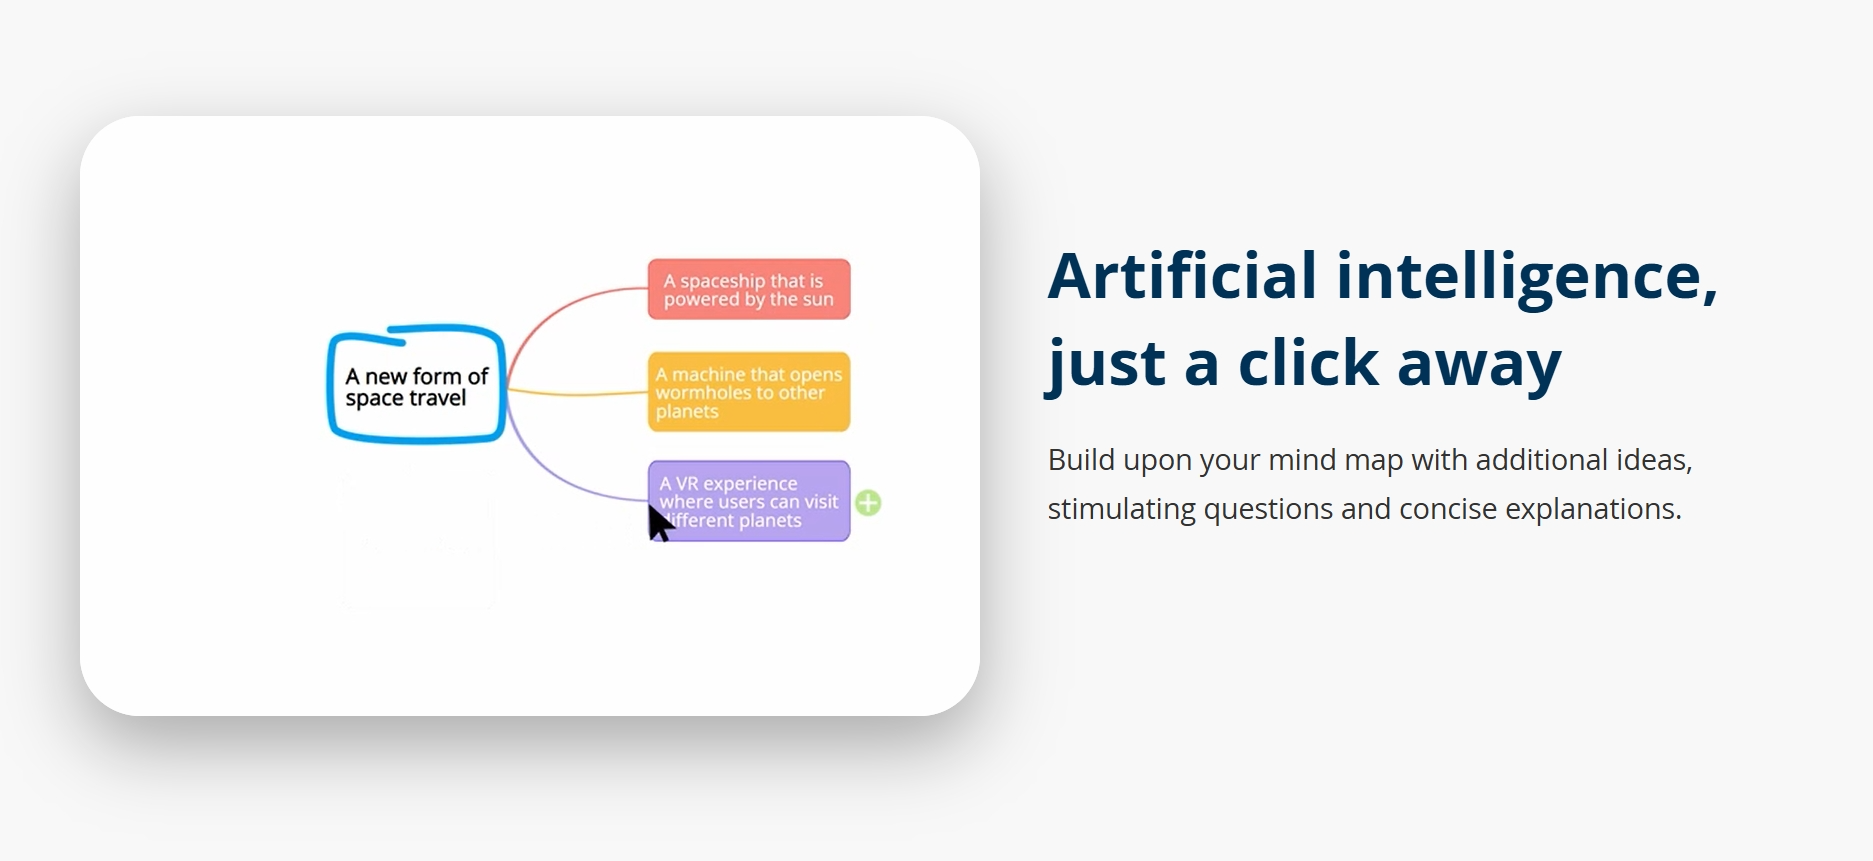 A new form of
space travel
A spaceship that is
powered by the sun
A machine that opens
wormholes to other
planets
A VR experience
where users can visit
different planets
Artificial intelligence,
just a click away
Build upon your mind map with additional ideas,
stimulating questions and concise explanations.